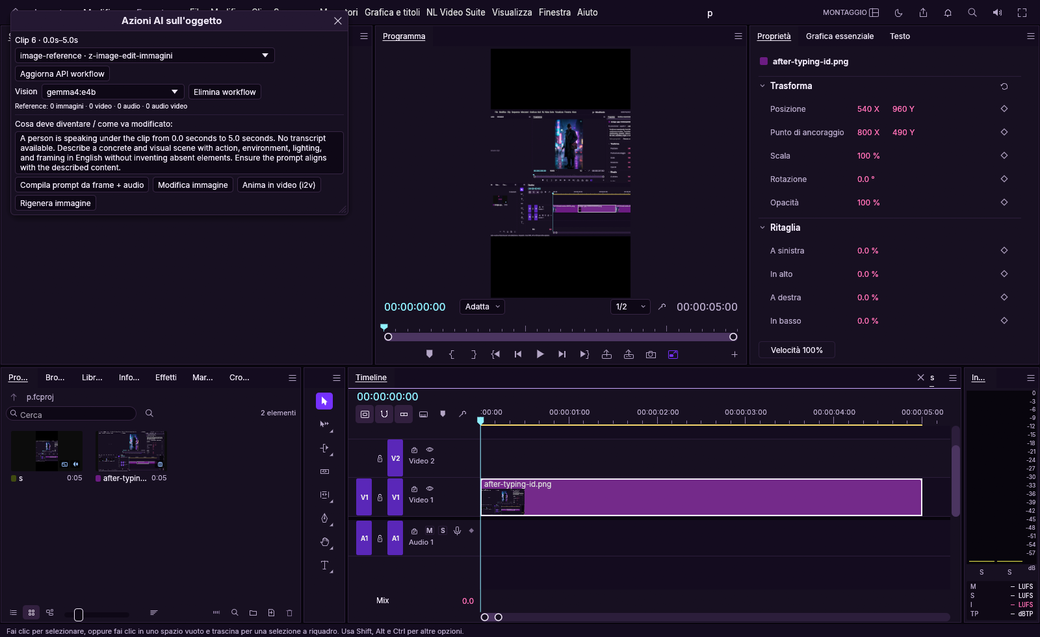 Azioni AI sull'oggetto
Clip 6 · 0.0s–5.0s
image-reference · z-image-edit-immagini
Aggiorna API workflow
Vision
gemma4:e4b
Elimina workflow
Reference: 0 immagini · 0 video · 0 audio · 0 audio video
Cosa deve diventare / come va modificato:
A person is speaking under the clip from 0.0 seconds to 5.0 seconds. No transcript
available. Describe a concrete and visual scene with action, environment, lighting,
and framing in English without inventing absent elements. Ensure the prompt aligns
with the described content.
Compila prompt da frame + audio
Modifica immagine
Anima in video (i2v)
Rigenera immagine
Grafica e titoli
NL Video Suite
Visualizza
Finestra
Aiuto
p
MONTAGGIO
Programma
00:00:00:00
Adatta
1/2
00:00:05:00
Proprietà
Grafica essenziale
Testo
after-typing-id.png
Trasforma
Posizione
540 X
960 Y
Punto di ancoraggio
800 X
490 Y
Scala
100 %
Rotazione
0.0 °
Opacità
100 %
Ritaglia
A sinistra
0.0 %
In alto
0.0 %
A destra
0.0 %
In basso
0.0 %
Velocità 100%
Pro...
Bro...
Libr...
Info...
Effetti
Mar...
Cro...
p.fcproj
Cerca
2 elementi
s
0:05
after-typin...
0:05
Timeline
s
00:00:00:00
:00:00
00:00:01:00
00:00:02:00
00:00:03:00
00:00:04:00
00:00:05:00
V2
Video 2
V1
V1
Video 1
after-typing-id.png
A1
A1
M
S
Audio 1
Mix
0.0
In...
0
-3
-6
-9
-12
-15
-18
-21
-24
-27
-30
-33
-36
-39
-42
-45
-48
-51
-54
-57
dB
S
S
M
– LUFS
S
– LUFS
I
– LUFS
TP
– dBTP
Fai clic per selezionare, oppure fai clic in uno spazio vuoto e trascina per una selezione a riquadro. Usa Shift, Alt e Ctrl per altre opzioni.